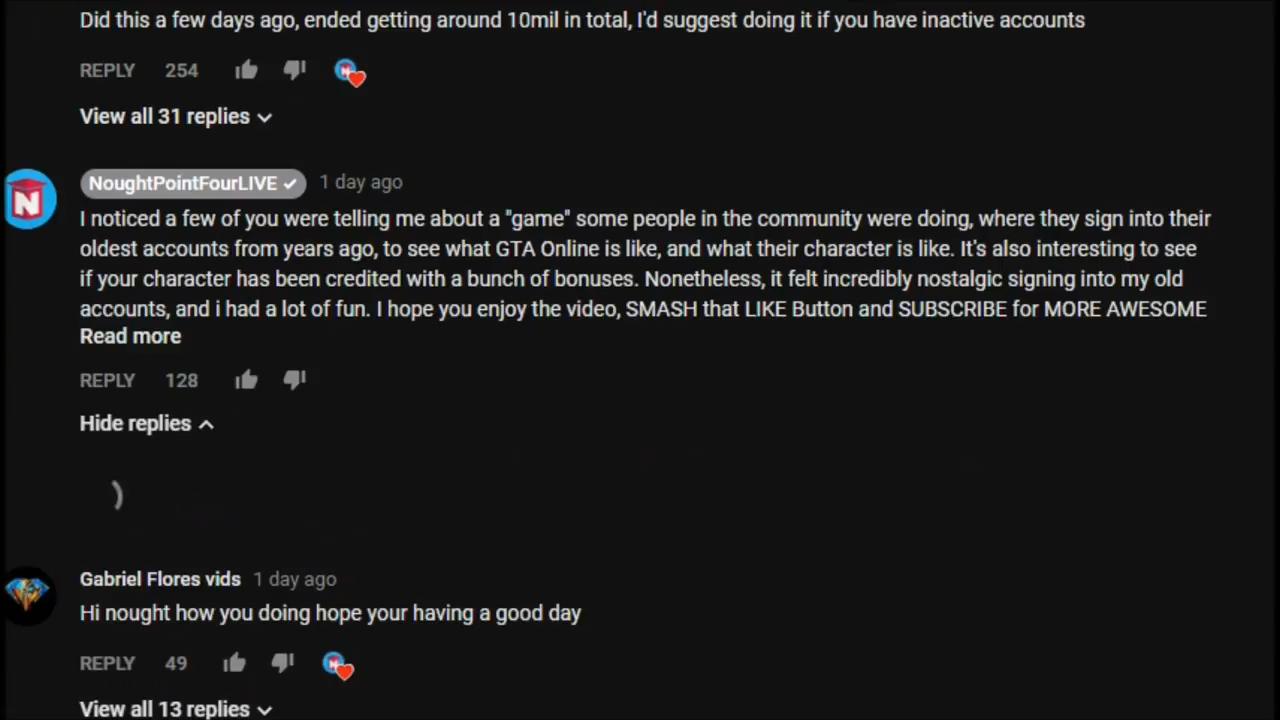 Did this a few days ago, ended getting around 10mil in total, I'd suggest doing it if you have inactive accounts
REPLY 254
View all 31 replies
NoughtPointFourLIVE 1 day ago
I noticed a few of you were telling me about a "game" some people in the community were doing, where they sign into their
oldest accounts from years ago, to see what GTA Online is like, and what their character is like. It's also interesting to see
if your character has been credited with a bunch of bonuses. Nonetheless, it felt incredibly nostalgic signing into my old
accounts, and i had a lot of fun. I hope you enjoy the video, SMASH that LIKE Button and SUBSCRIBE for MORE AWESOME
Read more
REPLY 128
Hide replies
Gabriel Flores vids 1 day ago
Hi nought how you doing hope your having a good day
REPLY 49
View all 13 replies